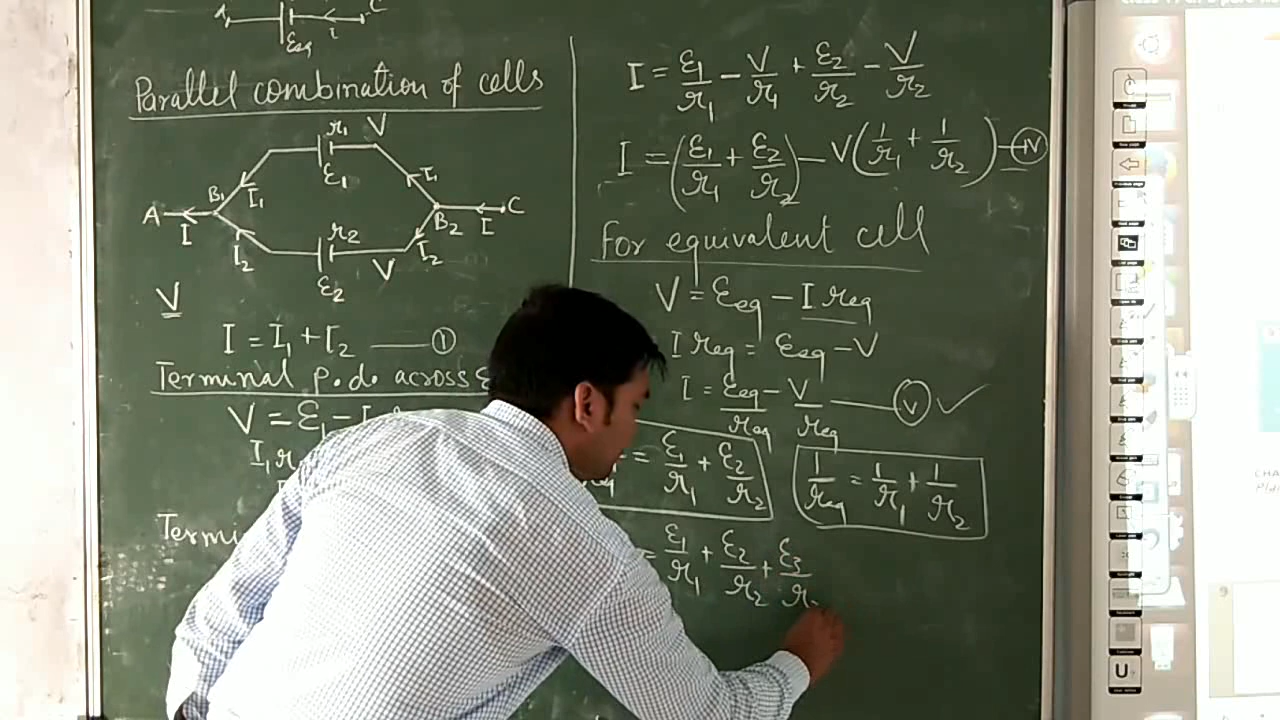 A C
εeq i
Parallel combination of cells
r₁ V
ε₁
B₁ I₁ I₁
A I B₂ I C
I₂ r₂ I₂
V
ε₂
V
I = I₁ + I₂ —— ①
Terminal p.d. across
V = ε₁ –
I₁
I = ε₁/r₁ – V/r₁ + ε₂/r₂ – V/r₂
I = (ε₁/r₁ + ε₂/r₂) – V(1/r₁ + 1/r₂) — IV
for equivalent cell
V = εeq – I req
I req = εeq – V
I = εeq/req – V/req —— V ✓
= ε₁/r₁ + ε₂/r₂
1/req = 1/r₁ + 1/r₂
= ε₁/r₁ + ε₂/r₂ + ε₃/r
U